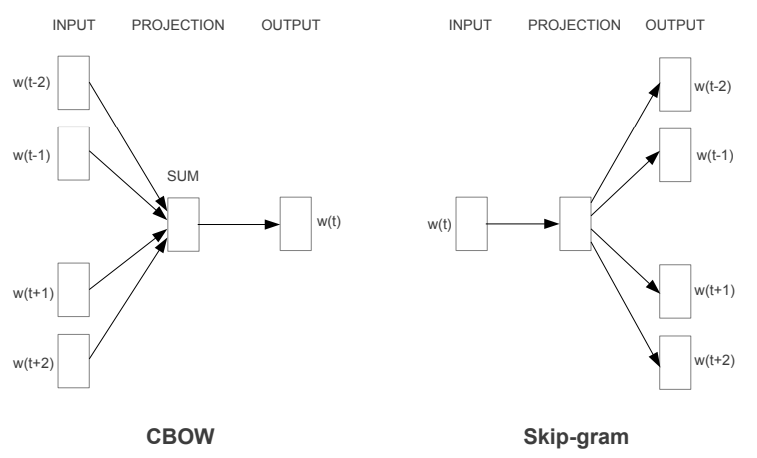 INPUT PROJECTION OUTPUT
w(t-2)
w(t-1)
SUM
w(t)
w(t+1)
w(t+2)
CBOW
INPUT PROJECTION OUTPUT
w(t-2)
w(t-1)
w(t)
w(t+1)
w(t+2)
Skip-gram